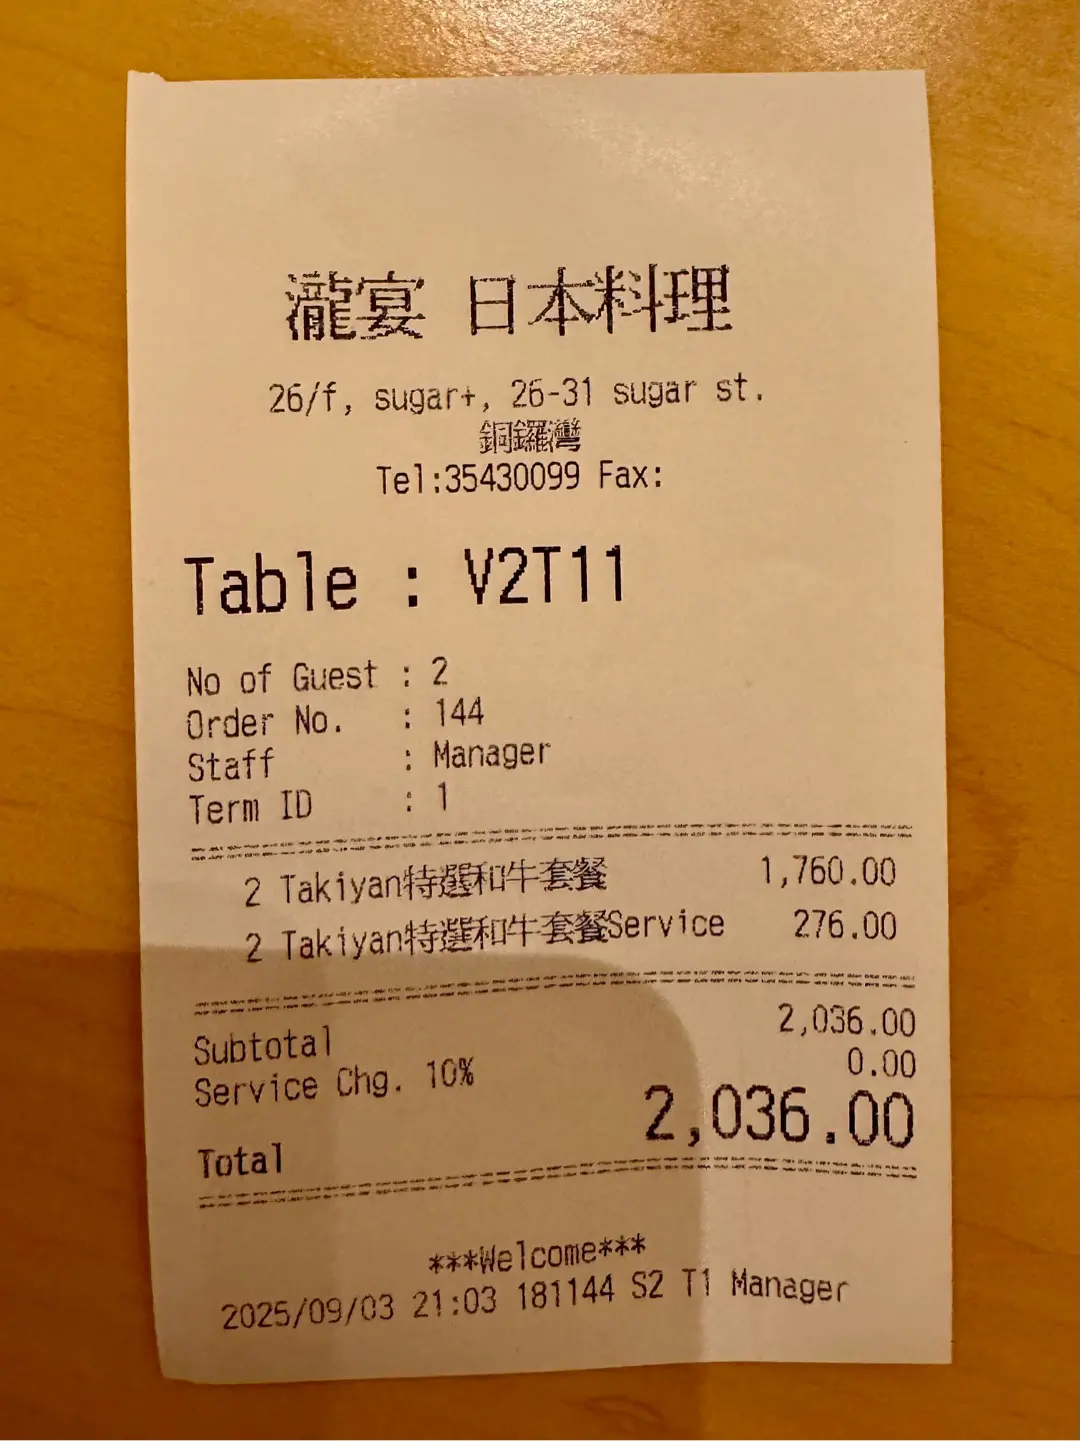 瀧宴 日本料理
26/f, sugar+, 26-31 sugar st.
銅鑼灣
Tel:35430099 Fax:
Table : V2T11
No of Guest : 2
Order No. : 144
Staff : Manager
Term ID : 1
2 Takiyan特選和牛套餐 1,760.00
2 Takiyan特選和牛套餐Service 276.00
Subtotal 2,036.00
Service Chg. 10% 0.00
Total 2,036.00
***Welcome***
2025/09/03 21:03 181144 S2 T1 Manager